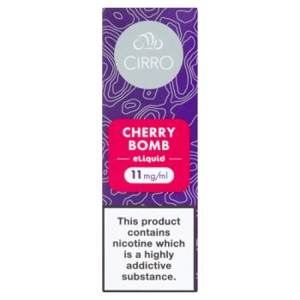 CIRRO
CHERRY
BOMB
eLiquid
11 mg/ml
This product
contains
nicotine which
is a highly
addictive
substance.